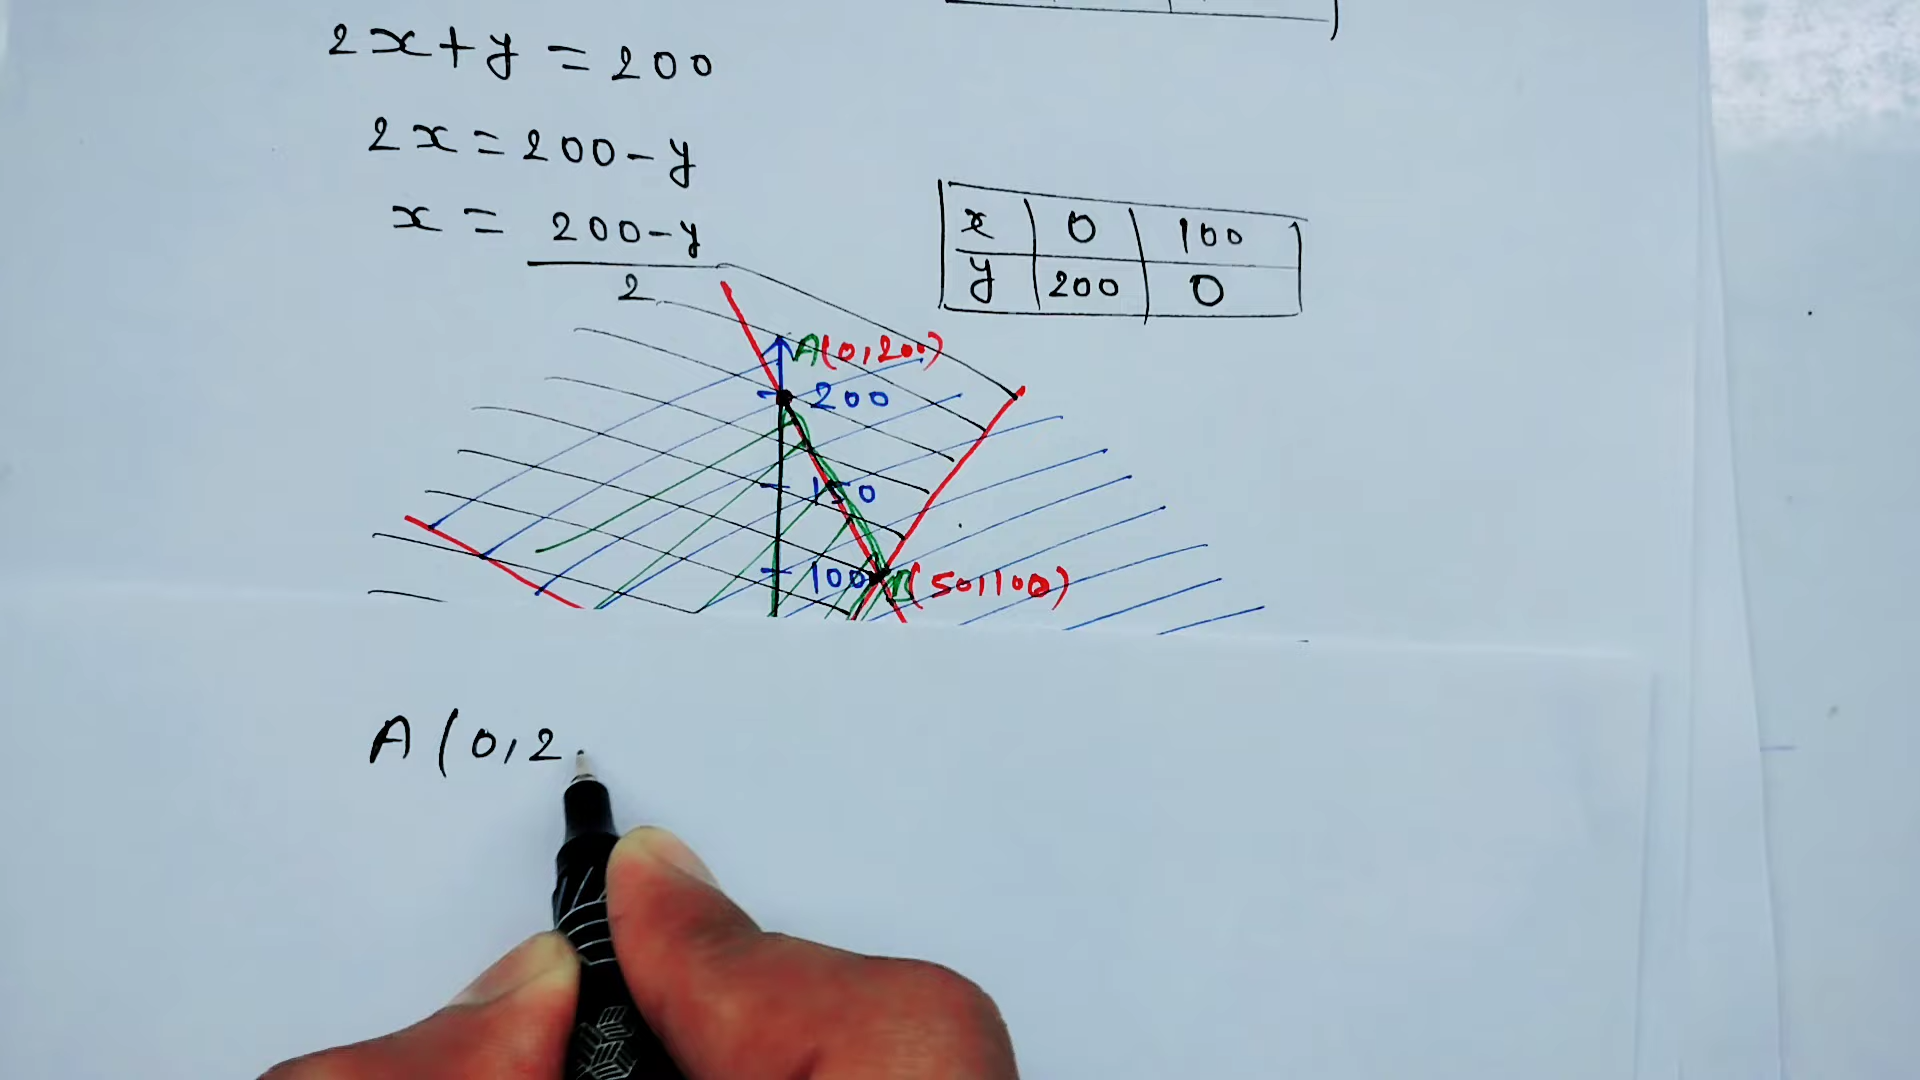 2x+y = 200
2x = 200-y
x = 200-y
2
x 0 100
y 200 0
A(0,200)
200
150
100
B(50,100)
A (0,2